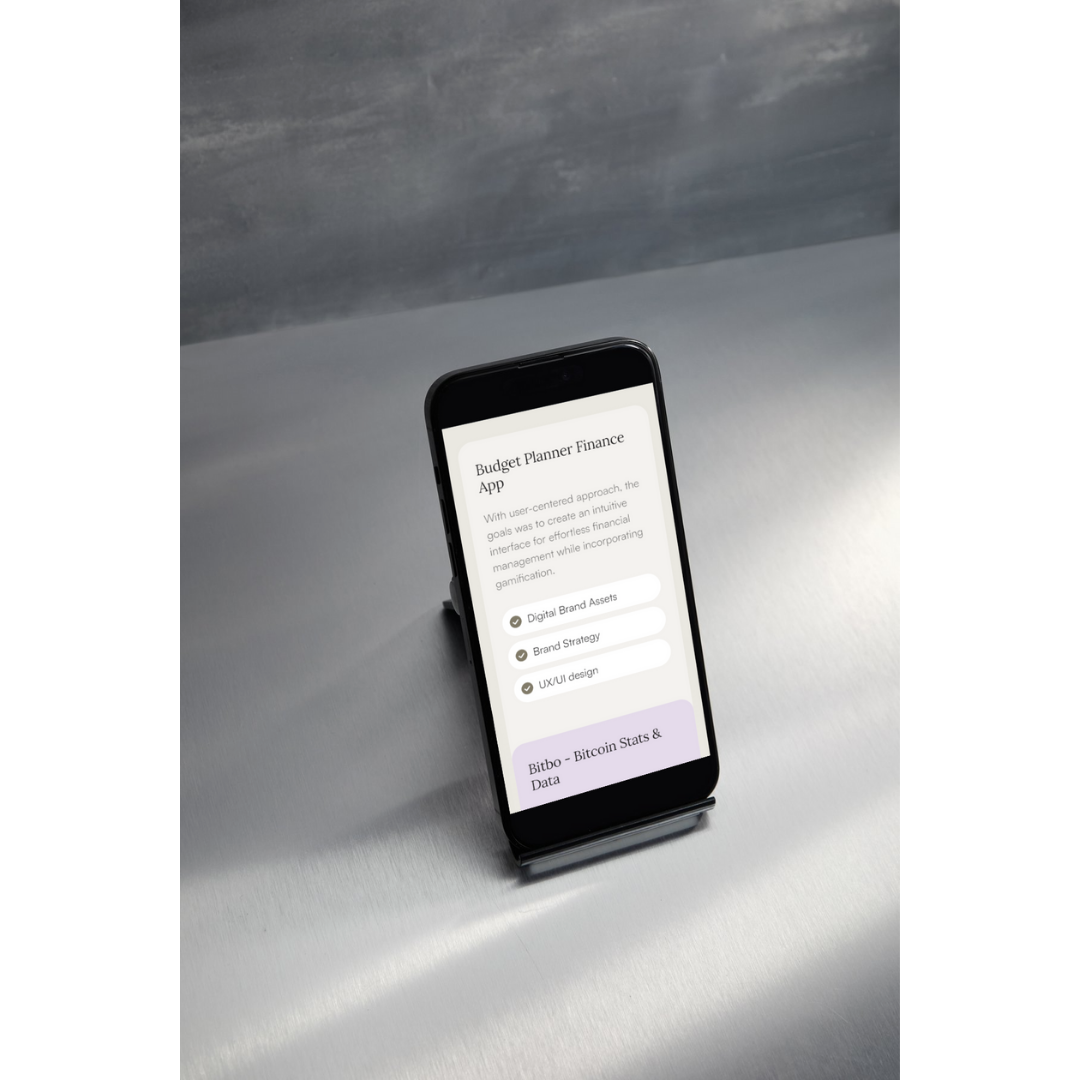 Budget Planner Finance
App
With user-centered approach, the
goals was to create an intuitive
interface for effortless financial
management while incorporating
gamification.
Digital Brand Assets
Brand Strategy
UX/UI design
Bitbo - Bitcoin Stats &
Data